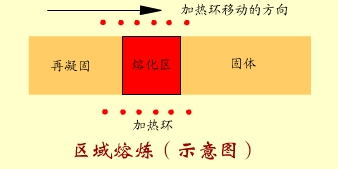 加热环移动的方向
再凝固 熔化区 固体
加热环
区域熔炼（示意图）